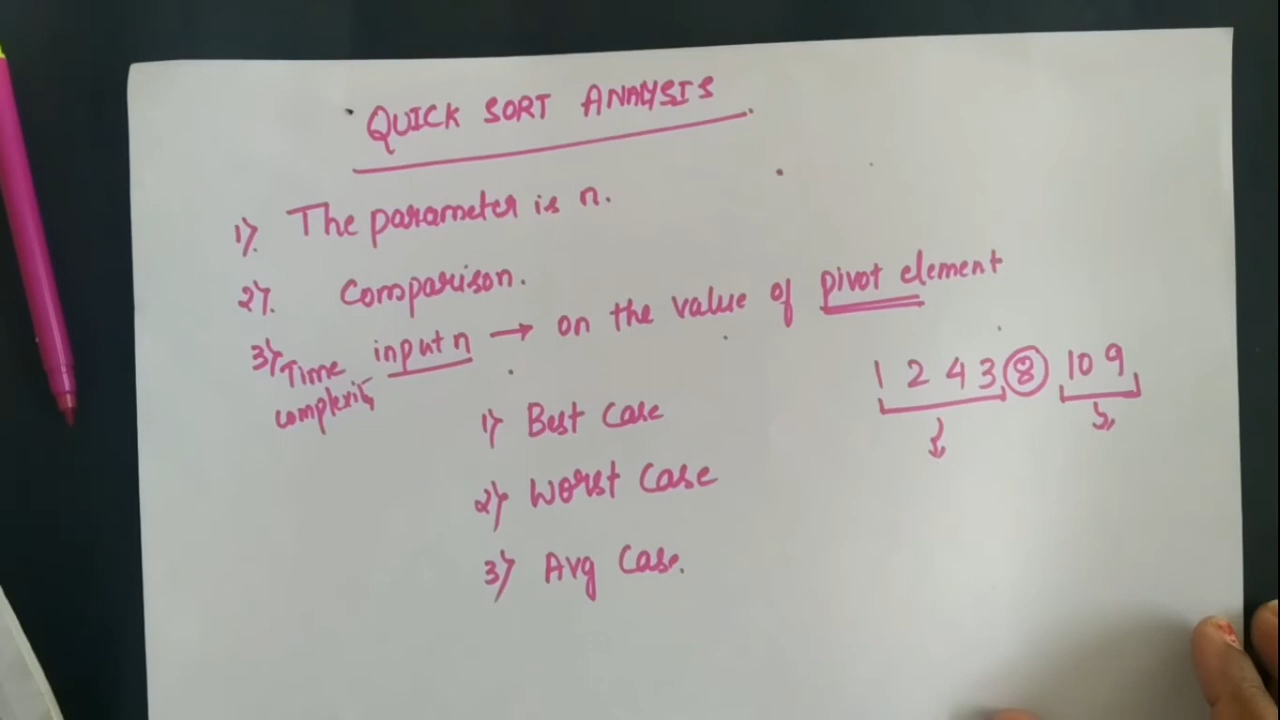 QUICK SORT ANALYSIS
1) The parameter is n.
2) Comparison.
3) Time complexity input n → on the value of pivot element
1 2 4 3 8 10 9
1) Best Case
2) Worst Case
3) Avg Case.